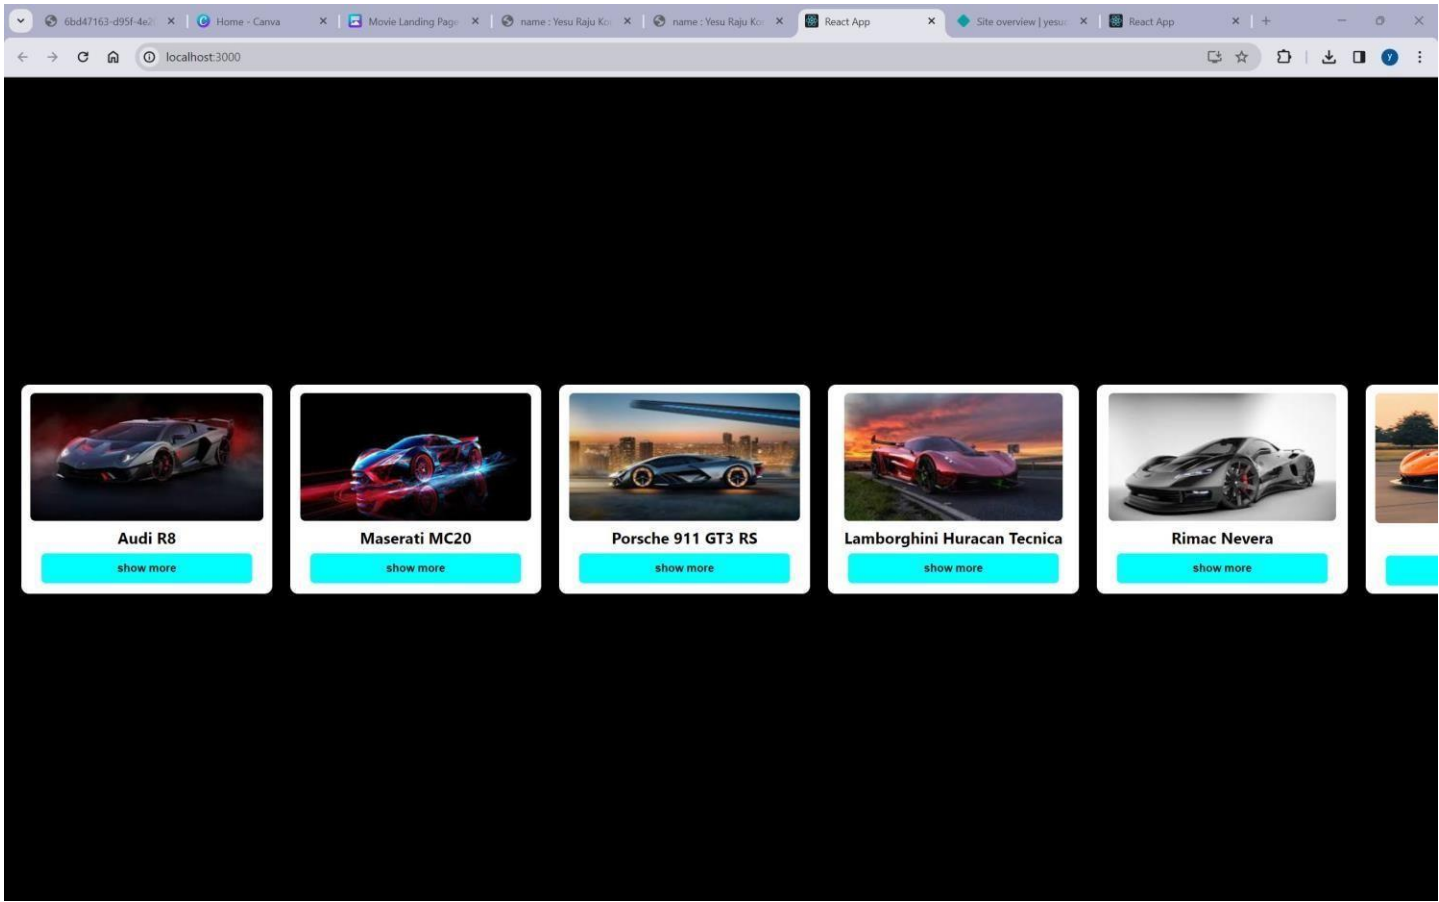 6bd47163-d95f-4e2
Home - Canva
Movie Landing Page
name : Yesu Raju Ko
name : Yesu Raju Ko
React App
Site overview | yesu
React App
localhost:3000
y
Audi R8
Maserati MC20
Porsche 911 GT3 RS
Lamborghini Huracan Tecnica
Rimac Nevera
show more
show more
show more
show more
show more